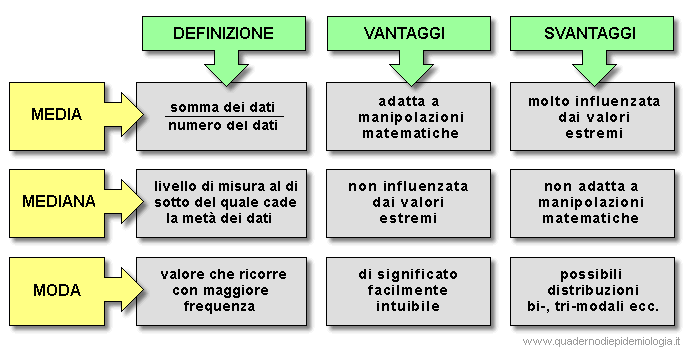 DEFINIZIONE
VANTAGGI
SVANTAGGI
MEDIA
somma dei dati
numero dei dati
adatta a
manipolazioni
matematiche
molto influenzata
dai valori
estremi
MEDIANA
livello di misura al di
sotto del quale cade
la metà dei dati
non influenzata
dai valori
estremi
non adatta a
manipolazioni
matematiche
MODA
valore che ricorre
con maggiore
frequenza
di significato
facilmente
intuibile
possibili
distribuzioni
bi-, tri-modali ecc.
www.quadernodiepidemiologia.it